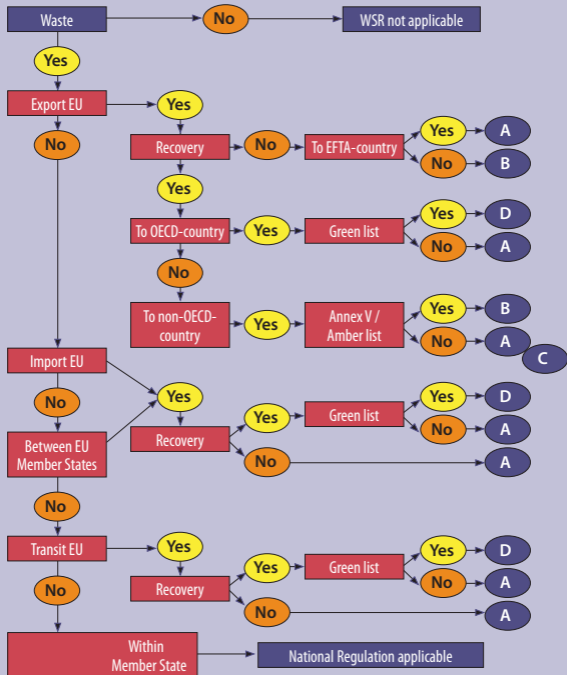 Waste
No
WSR not applicable
Yes
Export EU
Yes
No
Recovery
No
To EFTA-country
Yes
A
No
B
Yes
To OECD-country
Yes
Green list
Yes
D
No
A
No
To non-OECD-
country
Yes
Annex V /
Amber list
Yes
B
No
A
C
Import EU
No
Yes
Recovery
Yes
Green list
Yes
D
No
A
No
A
Between EU
Member States
No
Transit EU
Yes
No
Recovery
Yes
Green list
Yes
D
No
A
No
A
Within
Member State
National Regulation applicable